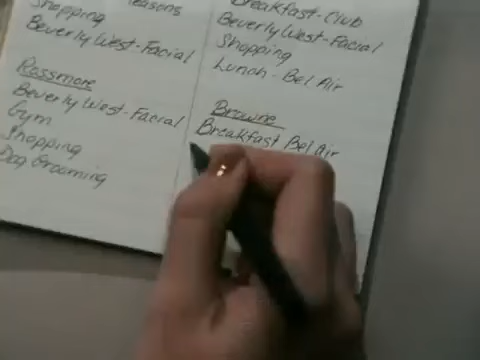 Shopping
Beverly West-Facial
Rossmore
Beverly West-Facial
Gym
Shopping
Dog Grooming
Breakfast-Club
Beverly West-Facial
Shopping
Lunch-Bel Air
Browne
Breakfast Bel Air